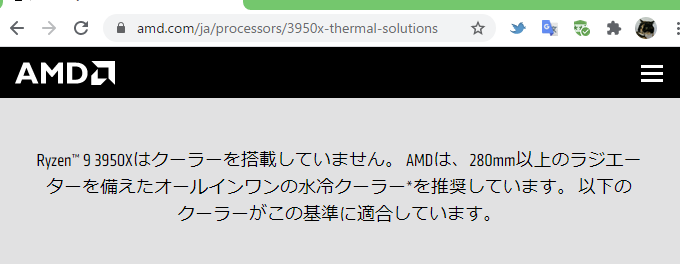 amd.com/ja/processors/3950x-thermal-solutions
AMD
Ryzen™ 9 3950Xはクーラーを搭載していません。 AMDは、280mm以上のラジエー
ターを備えたオールインワンの水冷クーラー*を推奨しています。 以下の
クーラーがこの基準に適合しています。